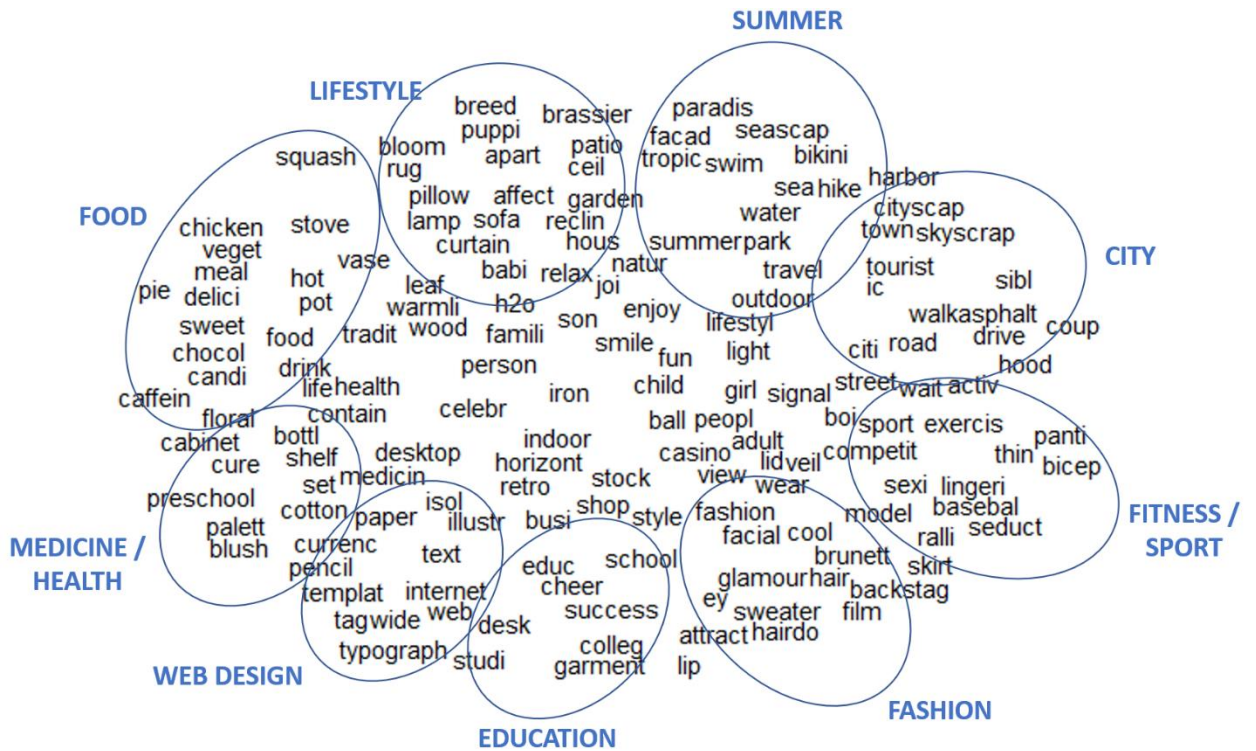 SUMMER
LIFESTYLE
breed
brassier
paradis
puppi
facad
seascap
bloom
apart
patio
tropic
swim
bikini
squash
rug
ceil
sea
hike
harbor
pillow
affect
garden
FOOD
lamp
sofa
reclin
water
cityscap
chicken
stove
curtain
hous
summer
park
town
skyscrap
veget
vase
babi
relax
natur
travel
tourist
CITY
meal
hot
leaf
joi
ic
sibl
pie
delici
pot
warmli
h2o
enjoy
outdoor
sweet
food
tradit
wood
famili
son
lifestyl
walk
asphalt
coup
chocol
smile
fun
light
citi
road
drive
candi
drink
person
hood
caffein
life
health
iron
child
girl
signal
street
wait
activ
floral
contain
celebr
ball
peopl
boi
sport
exercis
cabinet
bottl
desktop
indoor
adult
panti
cure
shelf
horizont
casino
lid
veil
competit
thin
bicep
set
medicin
retro
stock
view
wear
sexi
lingeri
preschool
cotton
paper
isol
shop
style
fashion
model
basebal
palett
illustr
busi
facial
cool
ralli
seduct
FITNESS /
SPORT
MEDICINE /
HEALTH
blush
currenc
text
educ
school
brunett
skirt
pencil
cheer
glamour
hair
backstag
templat
internet
success
ey
sweater
film
tag
wide
web
desk
attract
hairdo
typograph
studi
colleg
garment
lip
WEB DESIGN
EDUCATION
FASHION